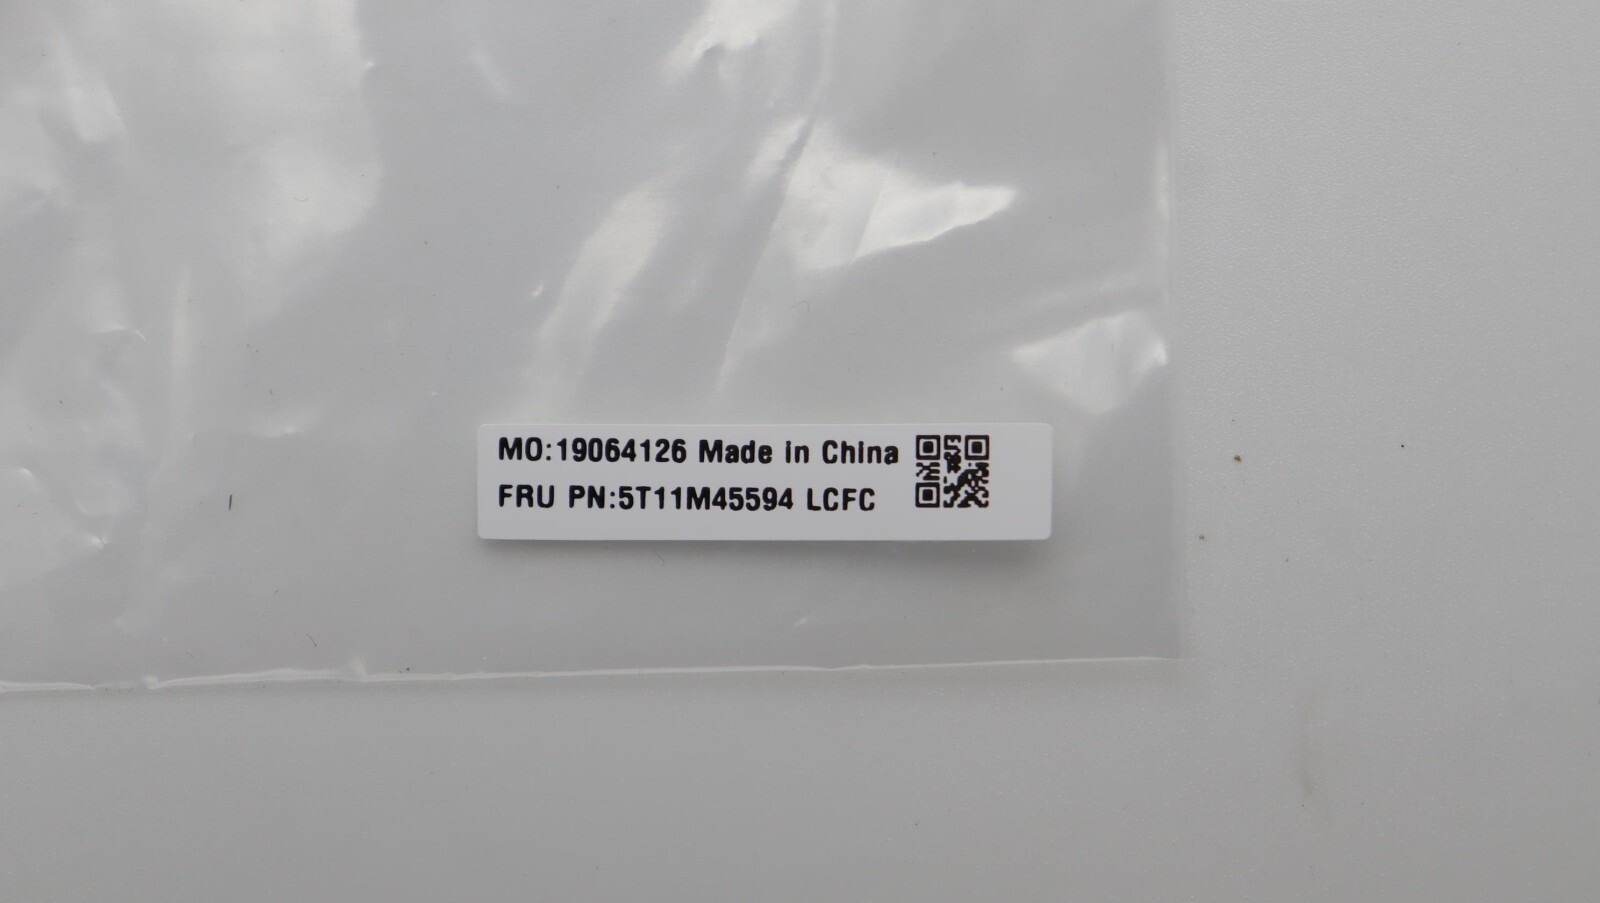 MO:19064126 Made in China
FRU PN:5T11M45594 LCFC